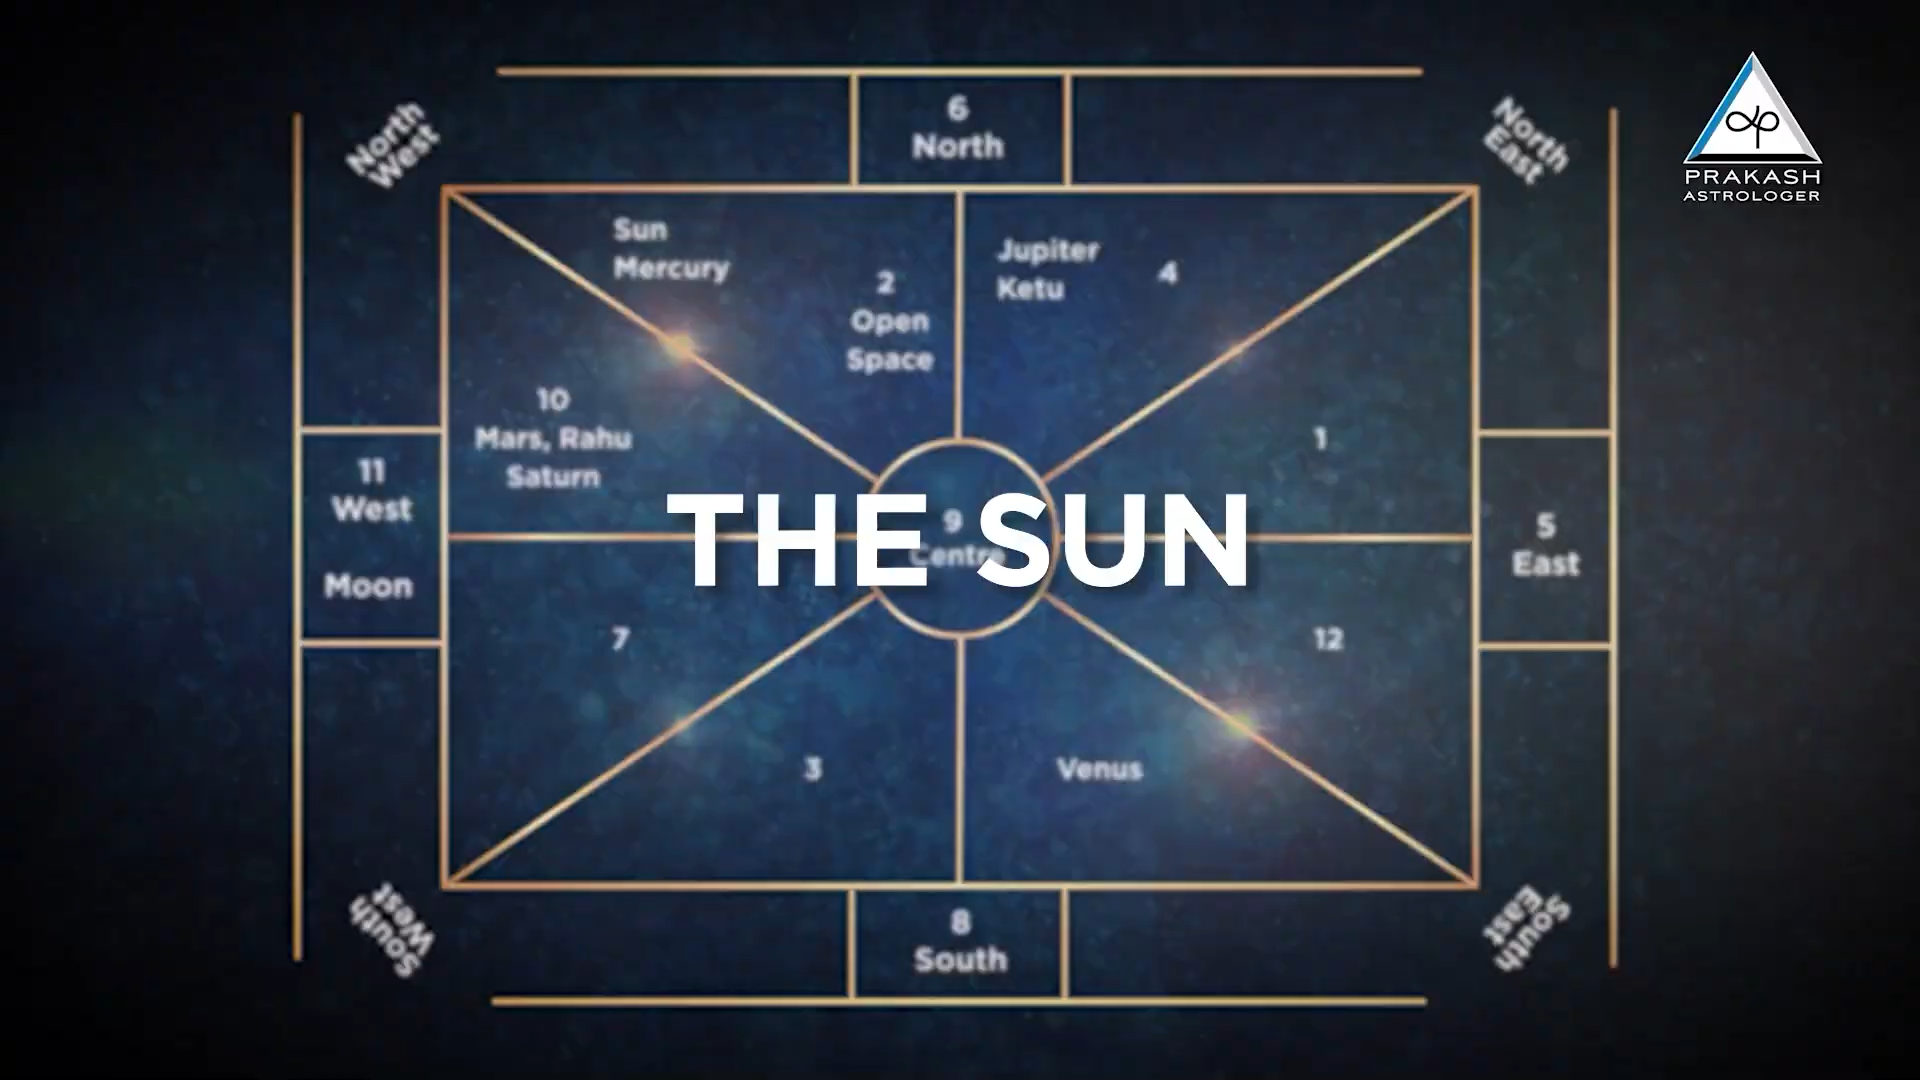 North
West
6
North
North
East
PRAKASH
ASTROLOGER
Sun
Mercury
2
Open
Space
Jupiter
Ketu
4
10
Mars, Rahu
Saturn
1
11
West
Moon
9
Centre
THE SUN
5
East
7
12
3
Venus
South
West
8
South
South
East